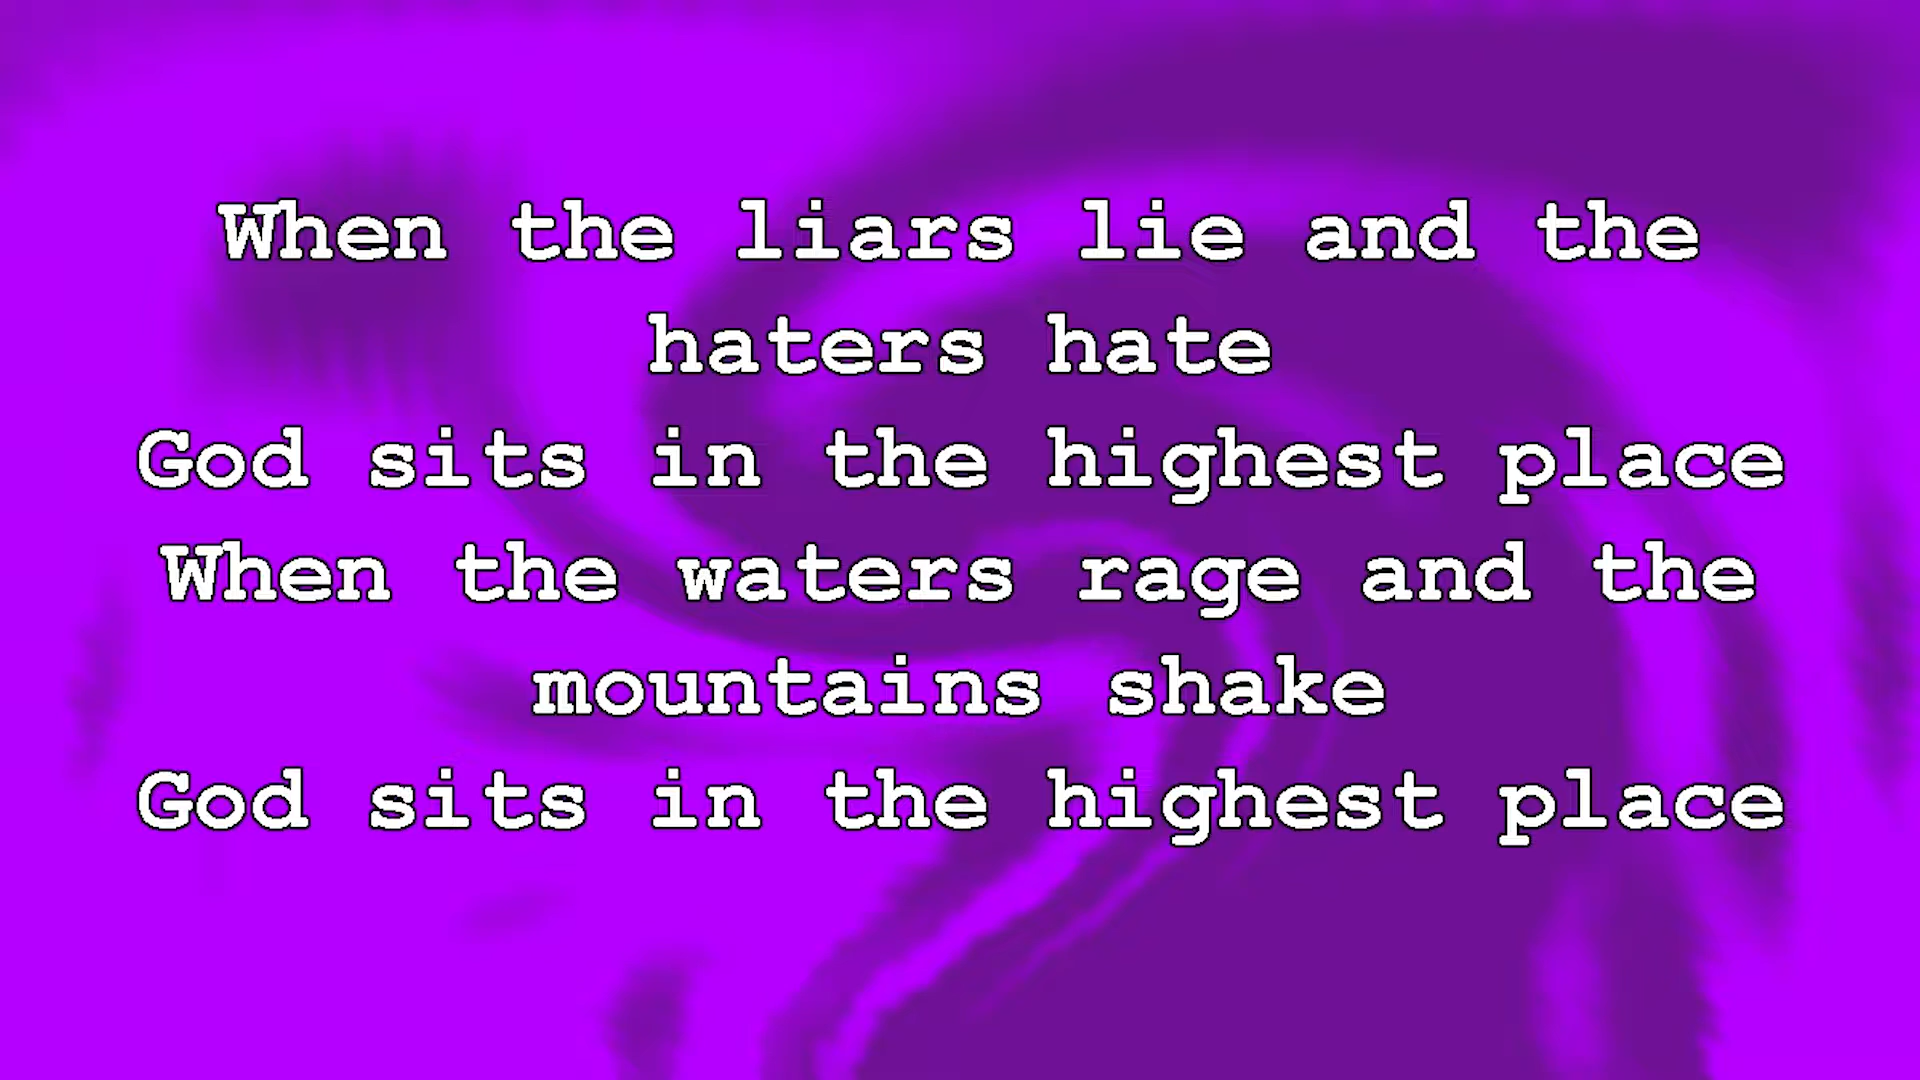 When the liars lie and the
haters hate
God sits in the highest place
When the waters rage and the
mountains shake
God sits in the highest place